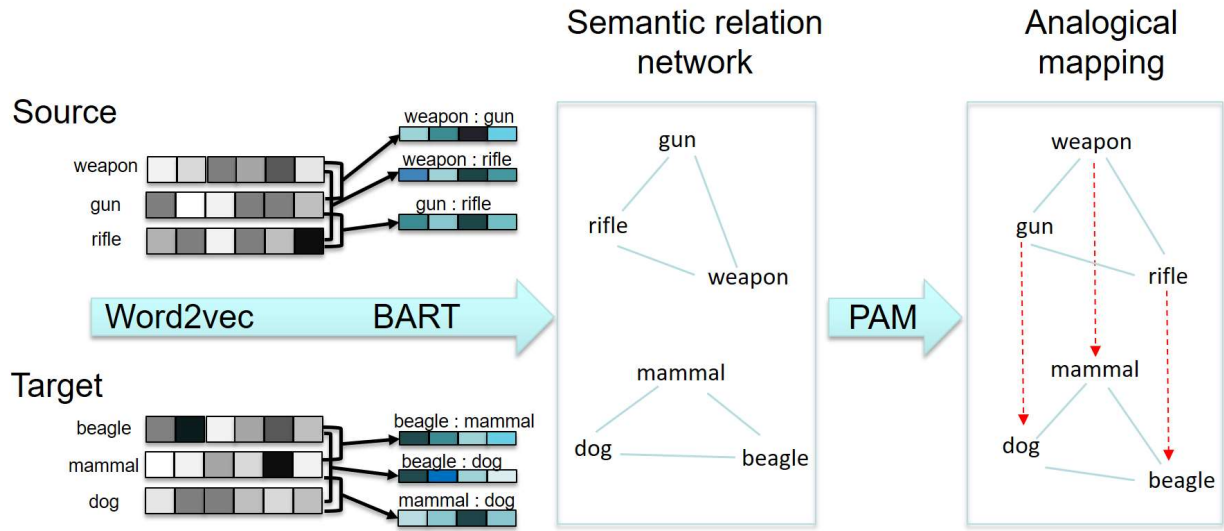 Semantic relation
network
Analogical
mapping
Source
weapon
gun
rifle
weapon : gun
weapon : rifle
gun : rifle
gun
rifle
weapon
weapon
gun
rifle
Word2vec
BART
PAM
Target
beagle
mammal
dog
beagle : mammal
beagle : dog
mammal : dog
mammal
dog
beagle
mammal
dog
beagle